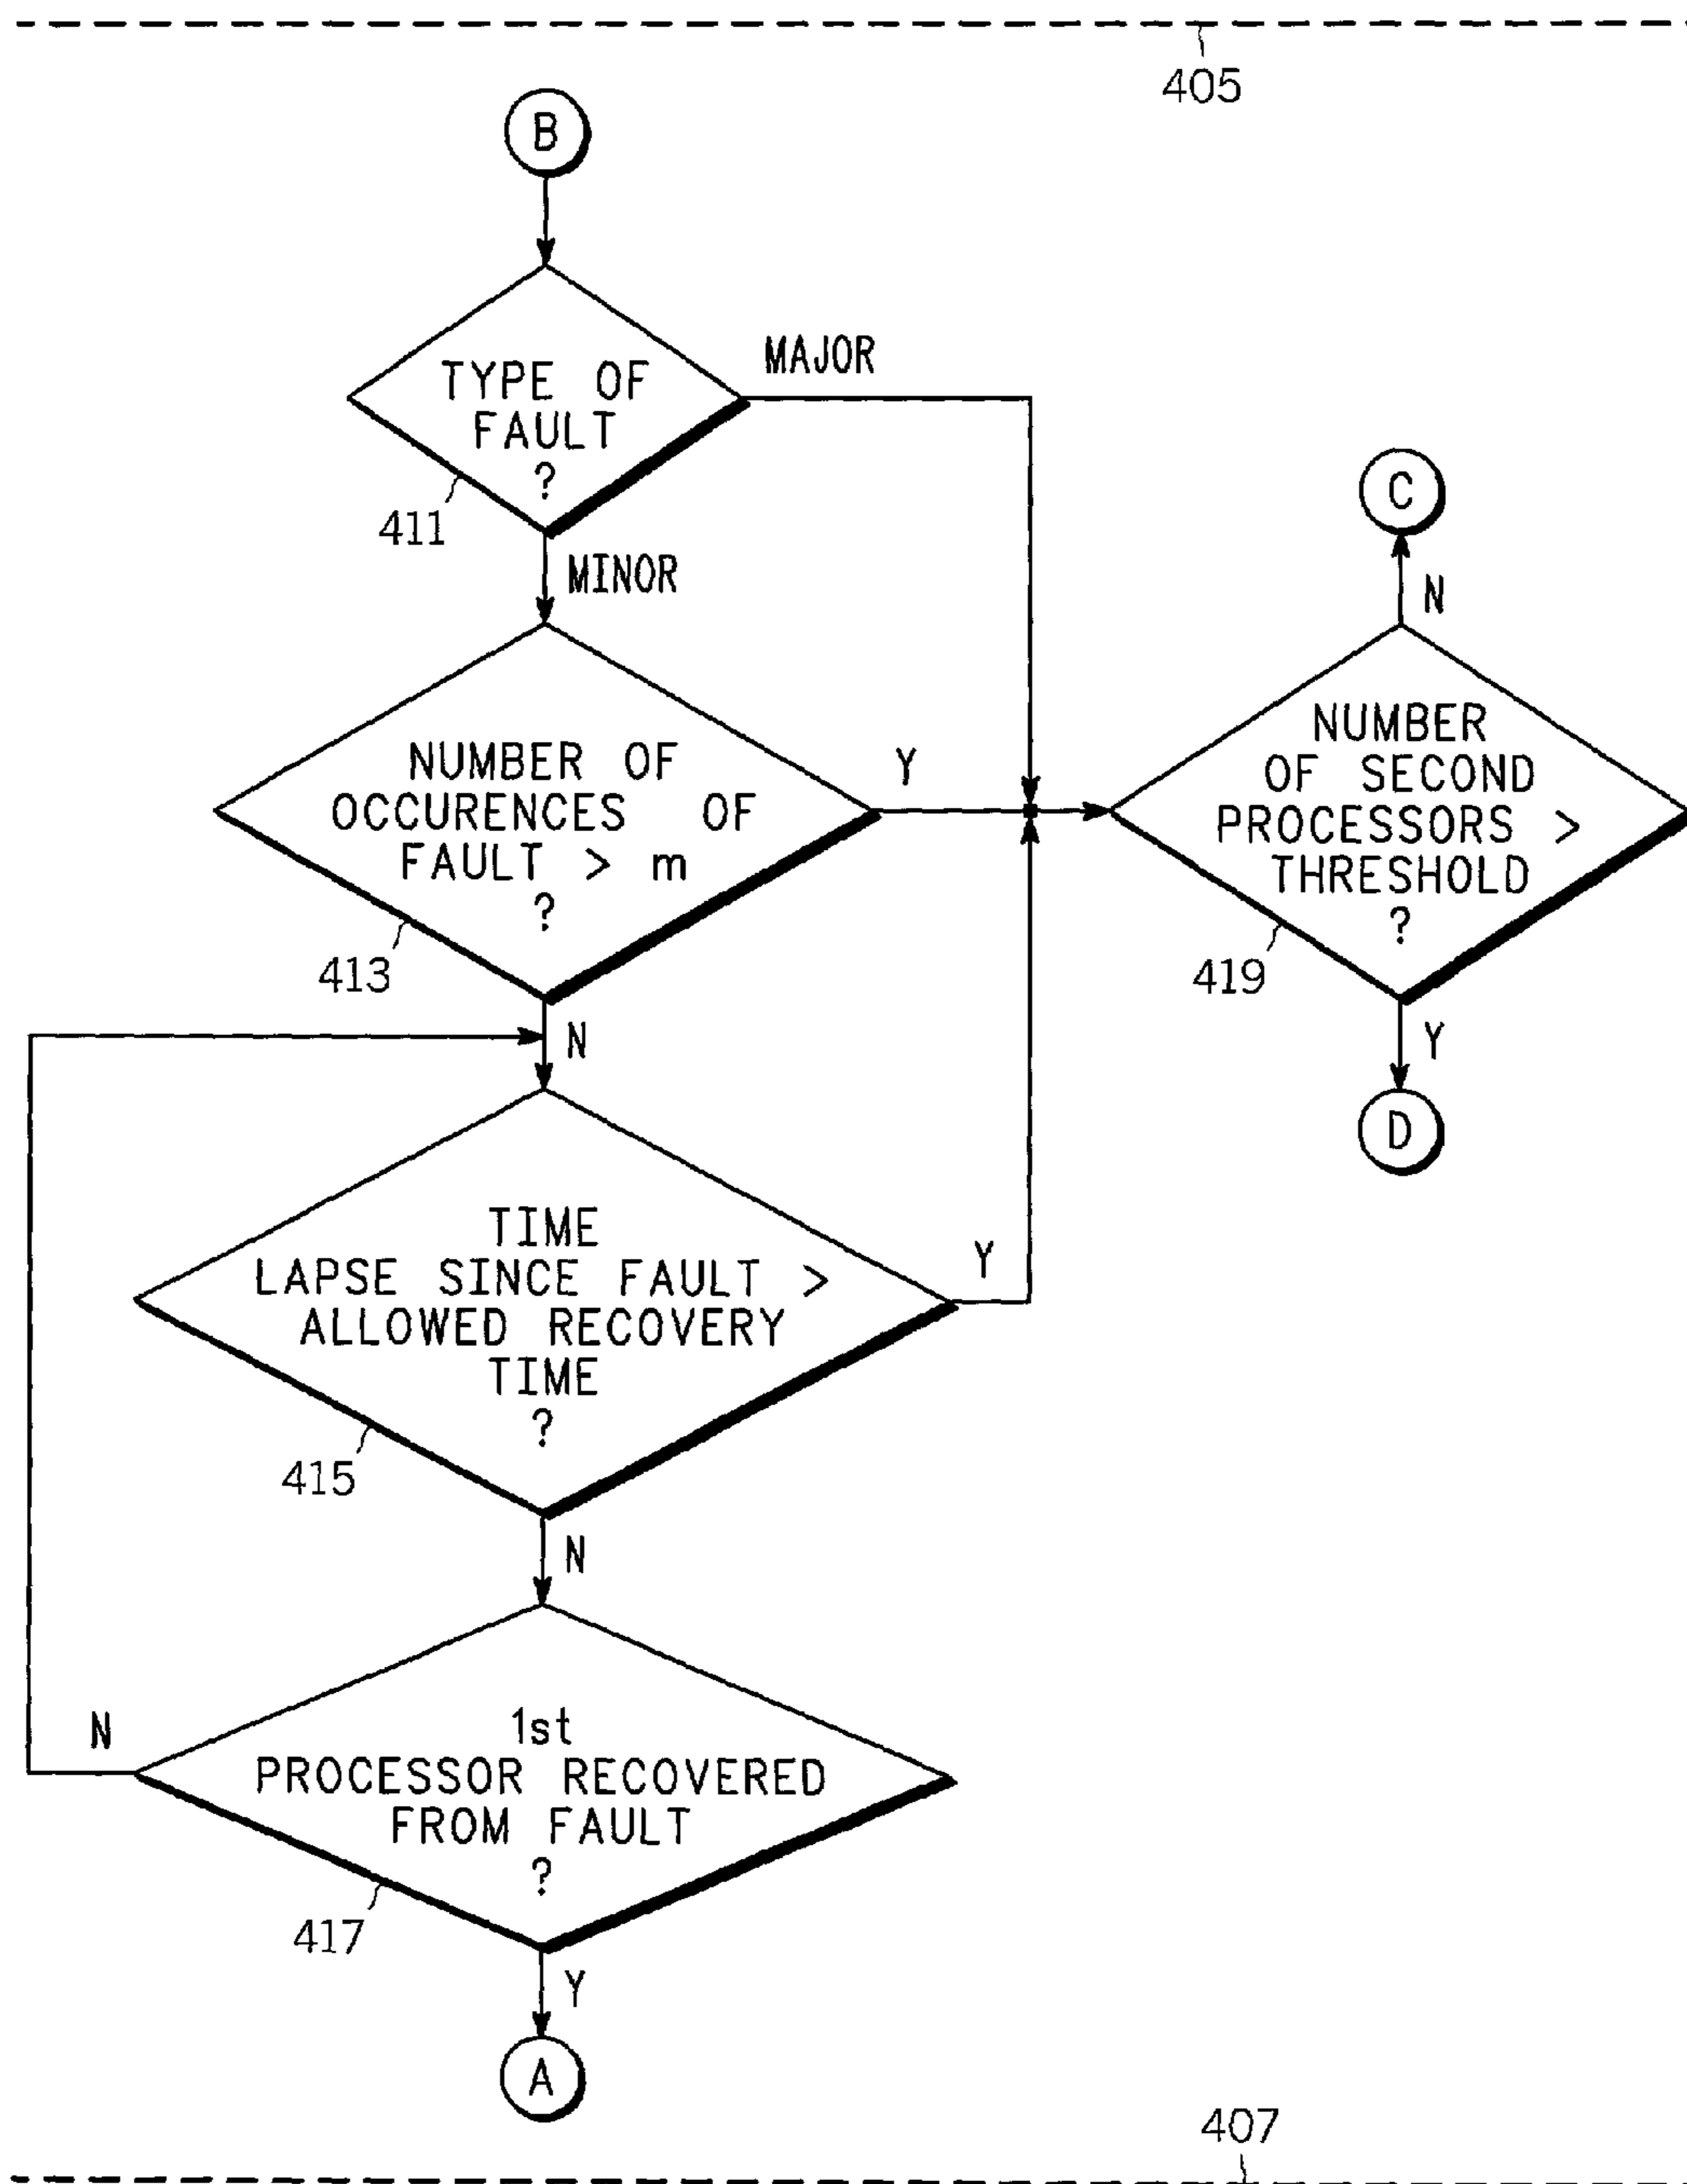 405
B
TYPE OF
FAULT
?
411
MAJOR
MINOR
NUMBER OF
OCCURENCES OF
FAULT > m
?
413
Y
N
C
N
NUMBER
OF SECOND
PROCESSORS >
THRESHOLD
?
419
Y
D
TIME
LAPSE SINCE FAULT >
ALLOWED RECOVERY
TIME
?
415
Y
N
1st
PROCESSOR RECOVERED
FROM FAULT
?
417
N
Y
A
407